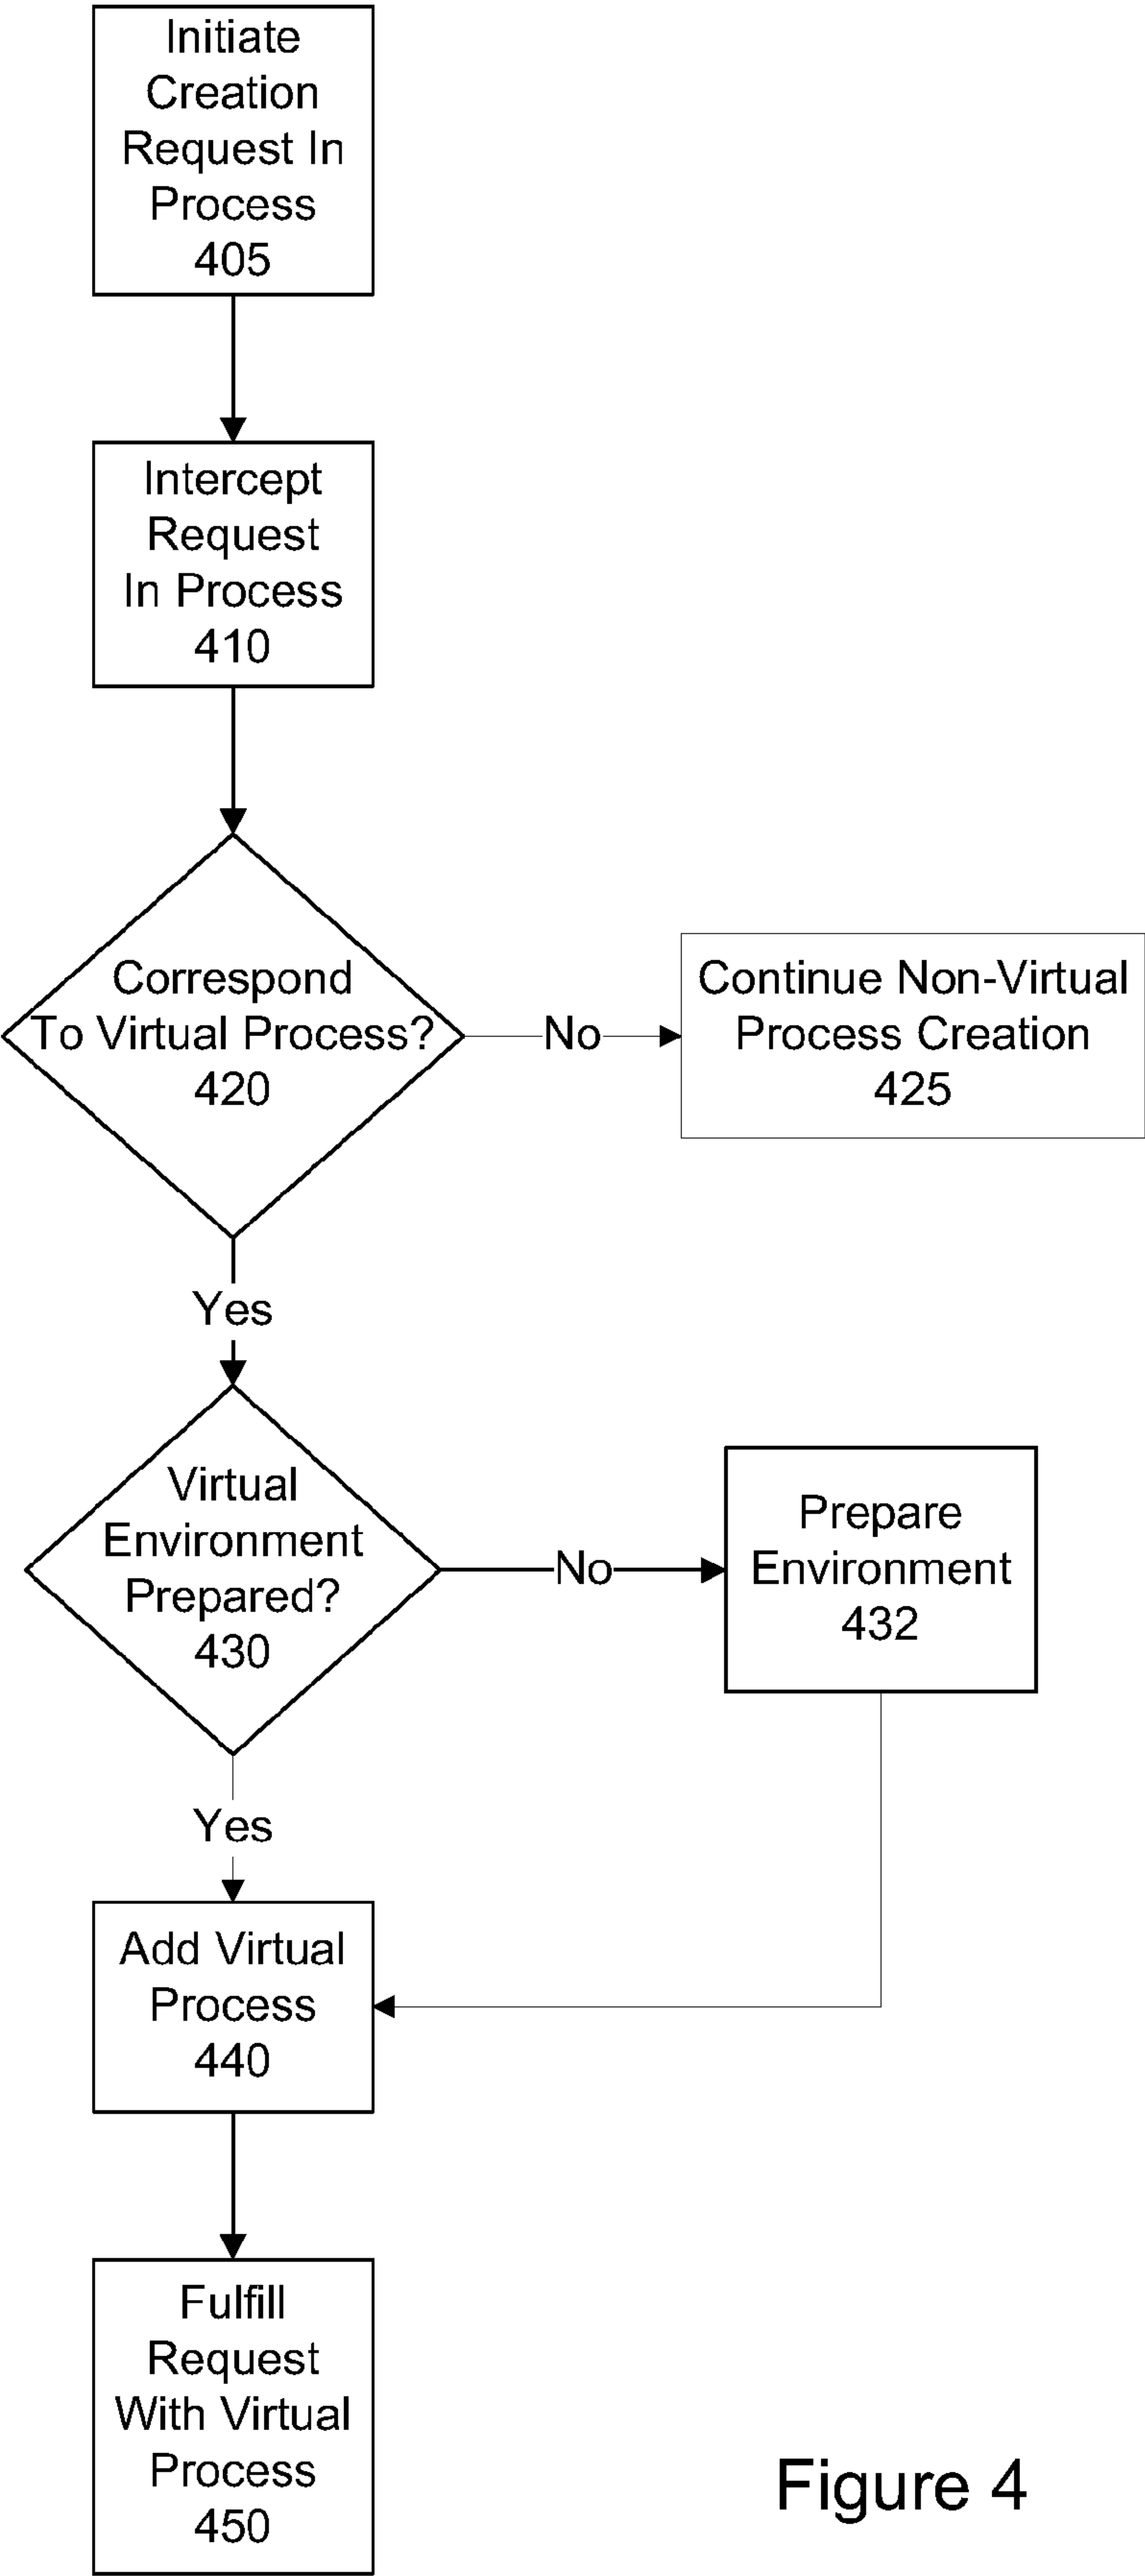 Initiate
Creation
Request In
Process
405
Intercept
Request
In Process
410
Correspond
To Virtual Process?
420
No
Continue Non-Virtual
Process Creation
425
Yes
Virtual
Environment
Prepared?
430
No
Prepare
Environment
432
Yes
Add Virtual
Process
440
Fulfill
Request
With Virtual
Process
450
Figure 4